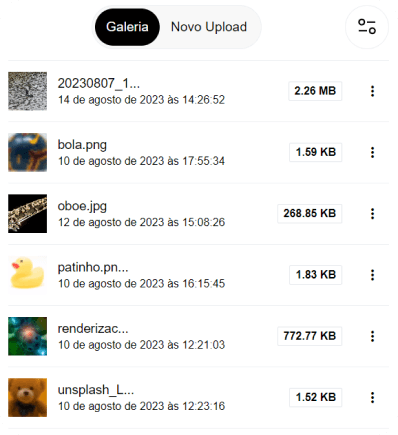 Galeria Novo Upload
20230807_1...
14 de agosto de 2023 às 14:26:52
2.26 MB
bola.png
10 de agosto de 2023 às 17:55:34
1.59 KB
oboe.jpg
12 de agosto de 2023 às 15:08:26
268.85 KB
patinho.pn...
10 de agosto de 2023 às 16:15:45
1.83 KB
renderizac...
10 de agosto de 2023 às 12:21:03
772.77 KB
unsplash_L...
10 de agosto de 2023 às 12:23:16
1.52 KB